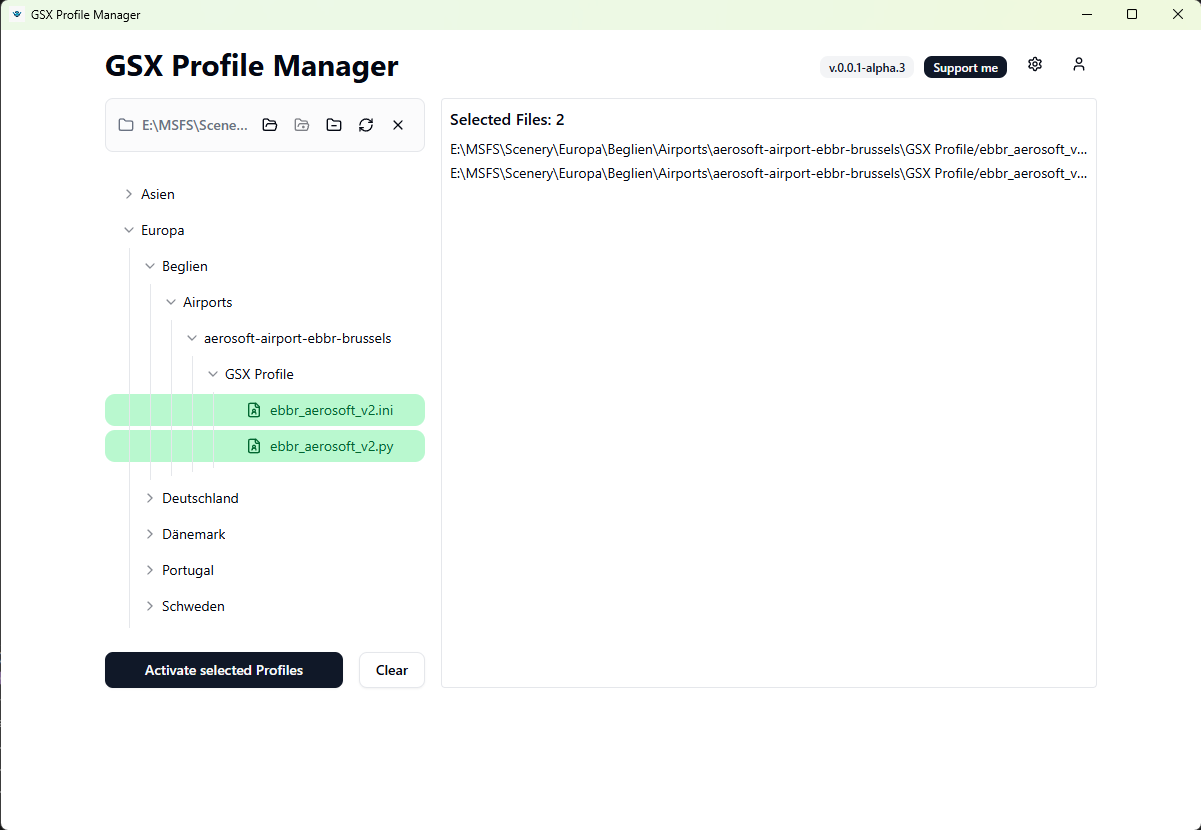 GSX Profile Manager
GSX Profile Manager
v.0.0.1-alpha.3
Support me
E:\MSFS\Scene...
Asien
Europa
Beglien
Airports
aerosoft-airport-ebbr-brussels
GSX Profile
ebbr_aerosoft_v2.ini
ebbr_aerosoft_v2.py
Deutschland
Dänemark
Portugal
Schweden
Activate selected Profiles
Clear
Selected Files: 2
E:\MSFS\Scenery\Europa\Beglien\Airports\aerosoft-airport-ebbr-brussels\GSX Profile/ebbr_aerosoft_v...
E:\MSFS\Scenery\Europa\Beglien\Airports\aerosoft-airport-ebbr-brussels\GSX Profile/ebbr_aerosoft_v...